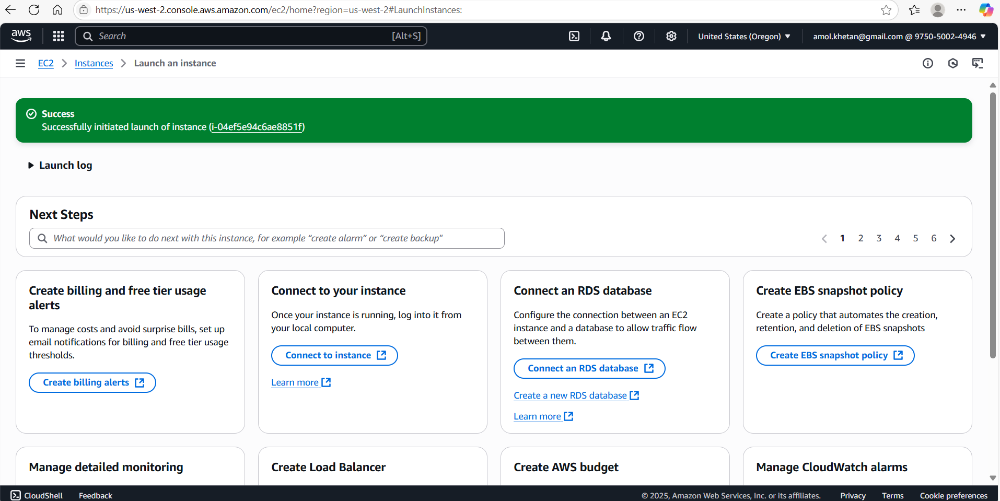 https://us-west-2.console.aws.amazon.com/ec2/home?region=us-west-2#LaunchInstances:
aws
Search
[Alt+S]
United States (Oregon)
amol.khetan@gmail.com @ 9750-5002-4946
EC2
Instances
Launch an instance
Success
Successfully initiated launch of instance (i-04ef5e94c6ae8851f)
Launch log
Next Steps
What would you like to do next with this instance, for example “create alarm” or “create backup"
1 2 3 4 5 6
Create billing and free tier usage
alerts
To manage costs and avoid surprise bills, set up
email notifications for billing and free tier usage
thresholds.
Create billing alerts
Connect to your instance
Once your instance is running, log into it from
your local computer.
Connect to instance
Learn more
Connect an RDS database
Configure the connection between an EC2
instance and a database to allow traffic flow
between them.
Connect an RDS database
Create a new RDS database
Learn more
Create EBS snapshot policy
Create a policy that automates the creation,
retention, and deletion of EBS snapshots
Create EBS snapshot policy
Manage detailed monitoring
Create Load Balancer
Create AWS budget
Manage CloudWatch alarms
CloudShell
Feedback
© 2025, Amazon Web Services, Inc. or its affiliates.
Privacy
Terms
Cookie preferences